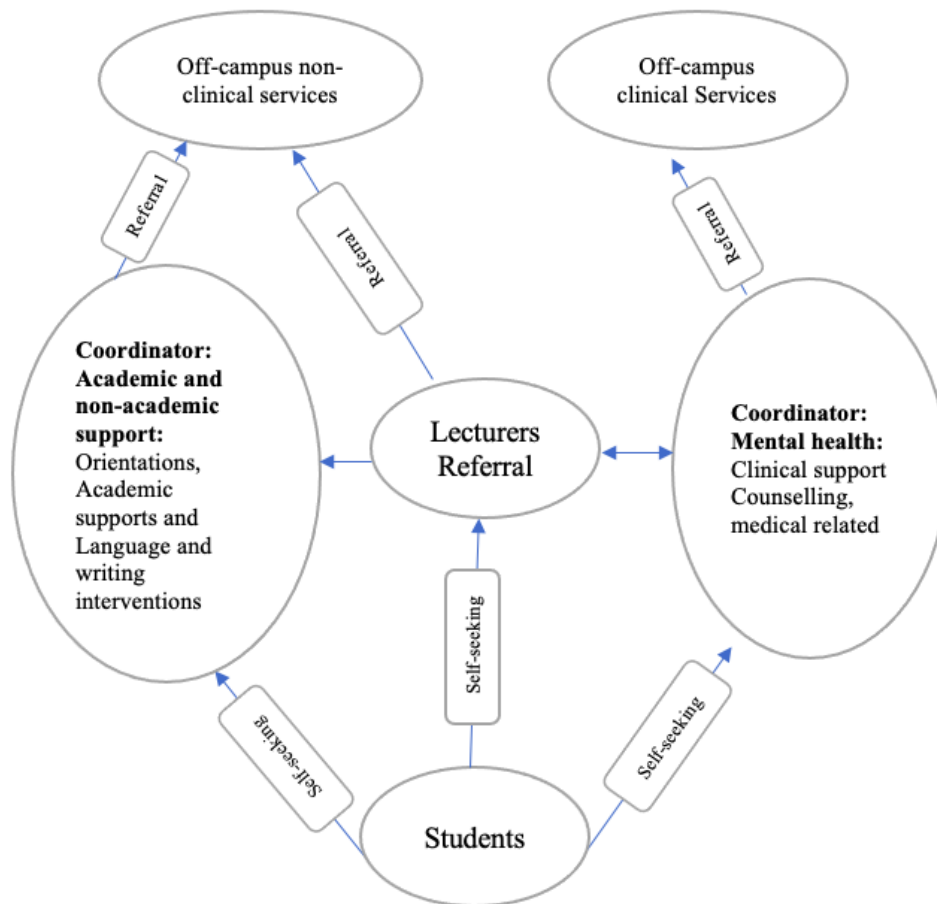 Off-campus non-
clinical services
Off-campus
clinical Services
Referral
Referral
Referral
Coordinator:
Academic and
non-academic
support:
Orientations,
Academic
supports and
Language and
writing
interventions
Lecturers
Referral
Coordinator:
Mental health:
Clinical support
Counselling,
medical related
Self-seeking
Self-seeking
Self-seeking
Students